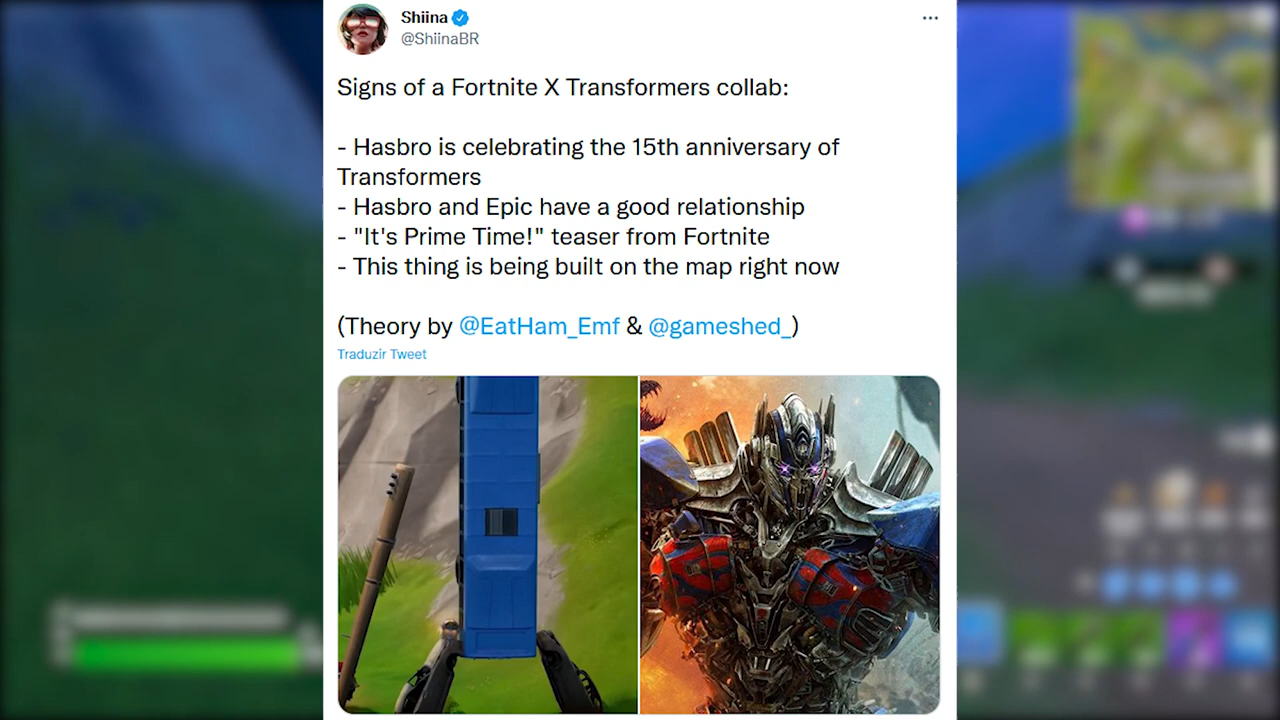 Shiina
@ShiinaBR
Signs of a Fortnite X Transformers collab:
- Hasbro is celebrating the 15th anniversary of
Transformers
- Hasbro and Epic have a good relationship
- "It's Prime Time!" teaser from Fortnite
- This thing is being built on the map right now
(Theory by @EatHam_Emf & @gameshed_)
Traduzir Tweet